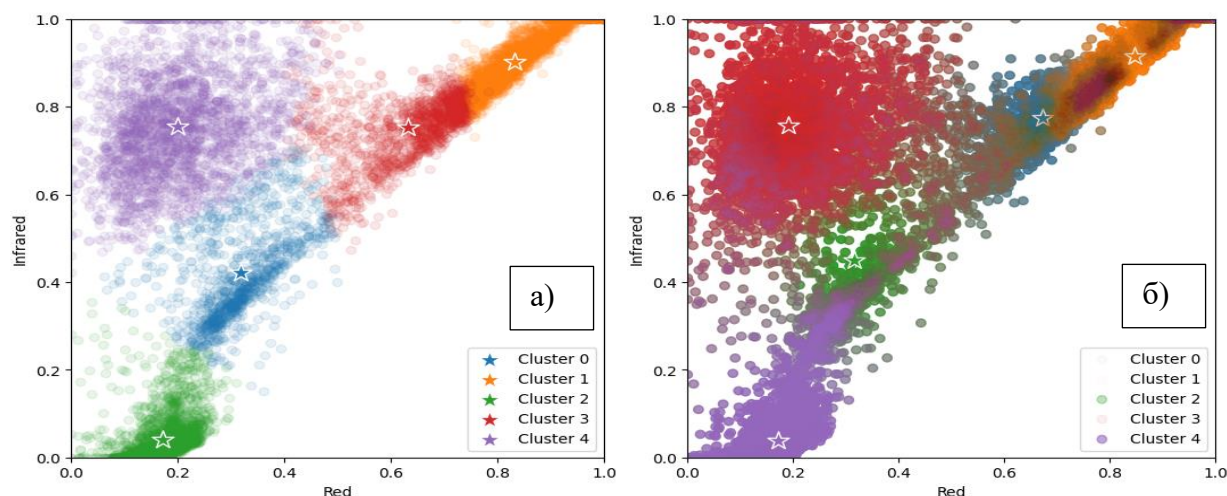 1.0
0.8
0.6
0.4
0.2
0.0
Infrared
0.0 0.2 0.4 0.6 0.8 1.0
Red
а)
Cluster 0
Cluster 1
Cluster 2
Cluster 3
Cluster 4
1.0
0.8
0.6
0.4
0.2
0.0
Infrared
0.0 0.2 0.4 0.6 0.8 1.0
Red
б)
Cluster 0
Cluster 1
Cluster 2
Cluster 3
Cluster 4